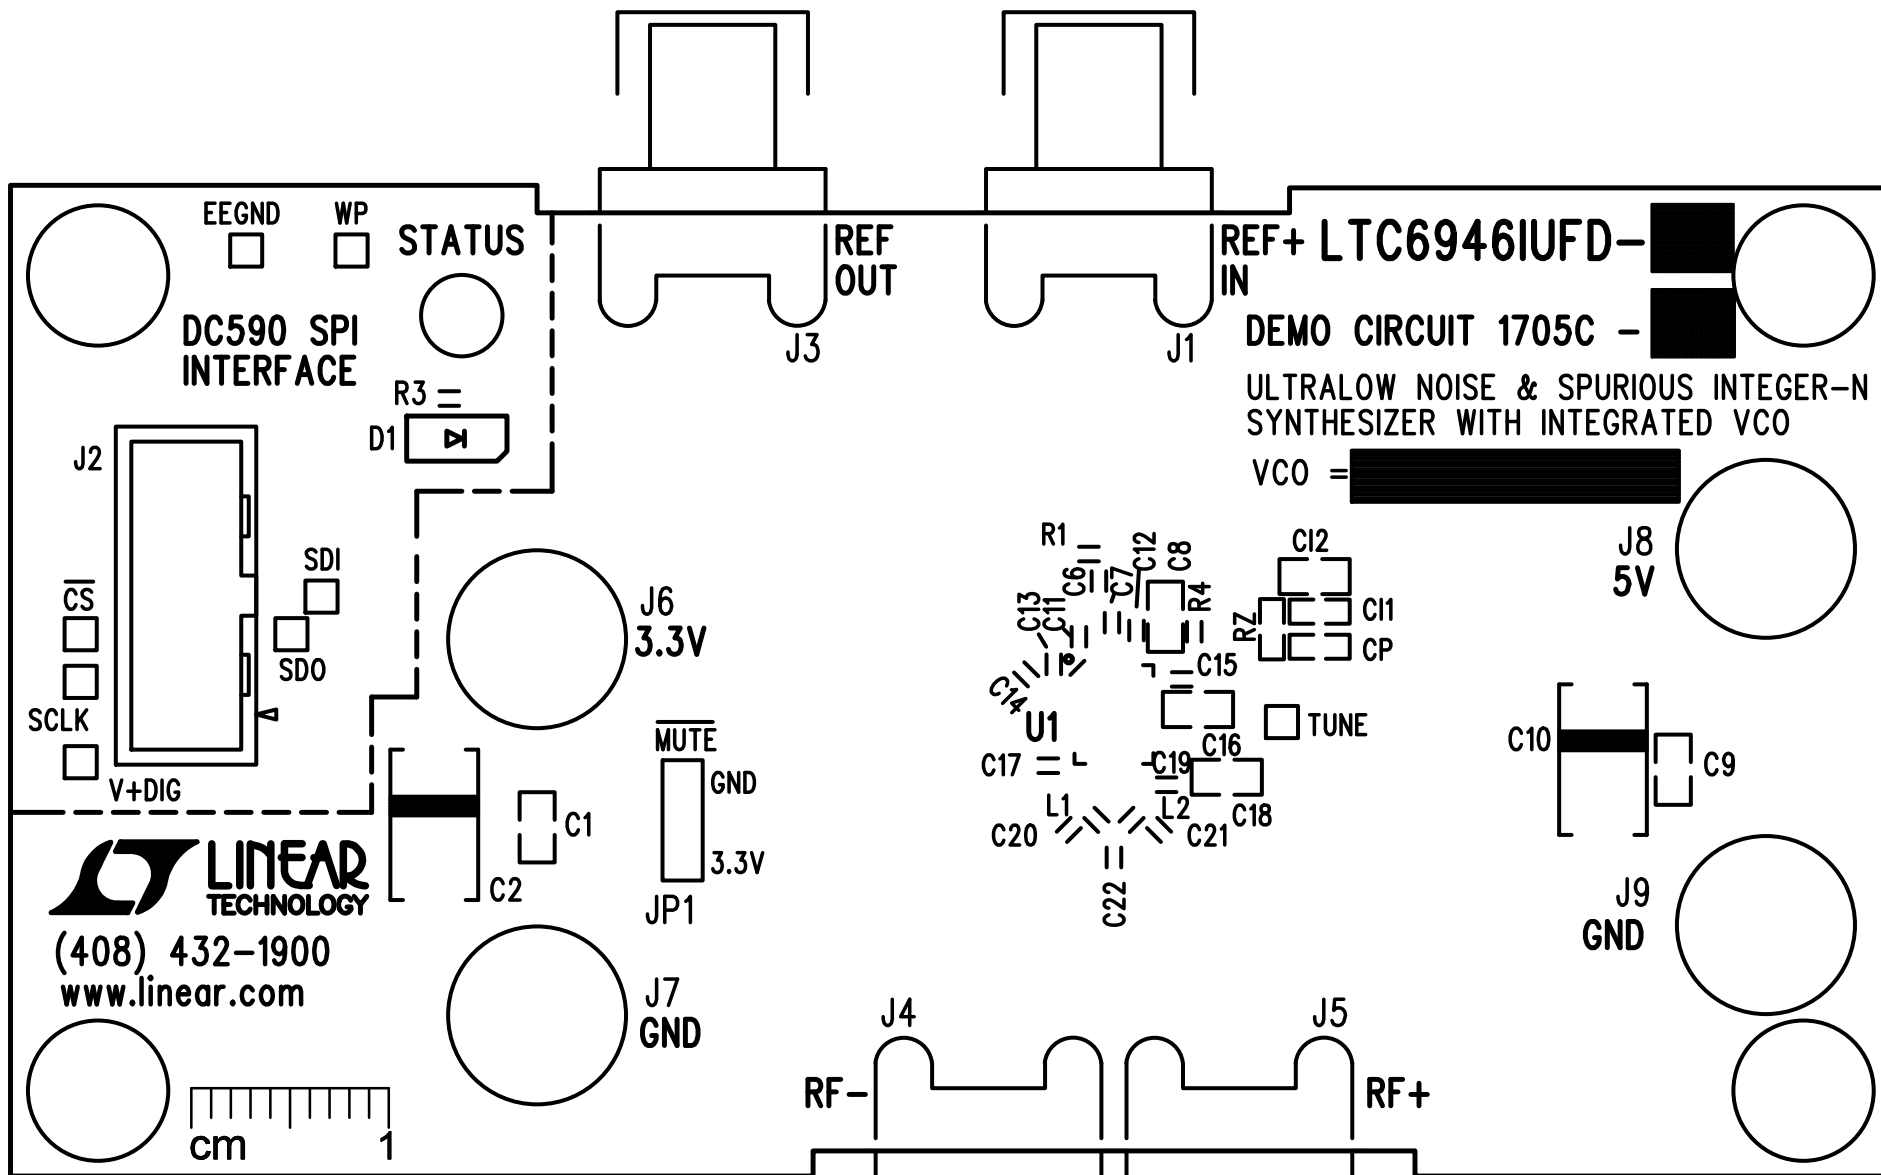 EEGND
WP
STATUS
DC590 SPI
INTERFACE
R3
D1
J2
SDI
CS
SDO
SCLK
V+DIG
LINEAR
TECHNOLOGY
(408) 432-1900
www.linear.com
cm 1
REF
OUT
J3
REF+
IN
J1
LTC6946IUFD-
DEMO CIRCUIT 1705C -
ULTRALOW NOISE & SPURIOUS INTEGER-N
SYNTHESIZER WITH INTEGRATED VCO
VCO =
J6
3.3V
C1
C2
MUTE
GND
3.3V
JP1
J7
GND
R1
C6
C7
C12
C8
R4
C13
C11
C14
C15
U1
C16
C17
C19
L1
L2
C18
C20
C21
C22
CI2
CI1
RZ
CP
TUNE
J8
5V
C10
C9
J9
GND
J4
RF-
J5
RF+